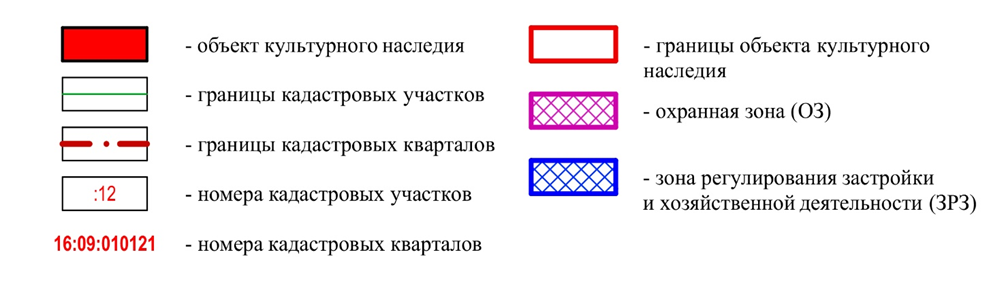 - объект культурного наследия
- границы кадастровых участков
- границы кадастровых кварталов
:12 - номера кадастровых участков
16:09:010121 - номера кадастровых кварталов
- границы объекта культурного
наследия
- охранная зона (ОЗ)
- зона регулирования застройки
и хозяйственной деятельности (ЗРЗ)